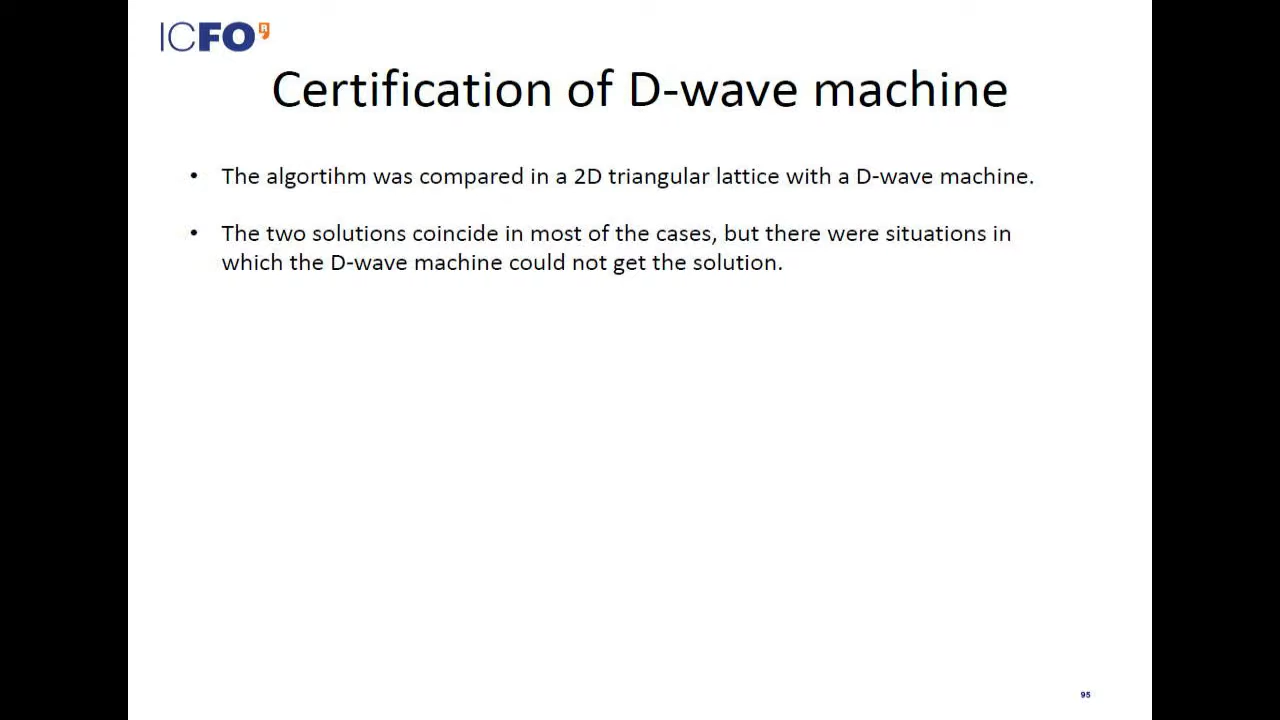 ICFO R
Certification of D-wave machine
• The algortihm was compared in a 2D triangular lattice with a D-wave machine.
• The two solutions coincide in most of the cases, but there were situations in
which the D-wave machine could not get the solution.
95